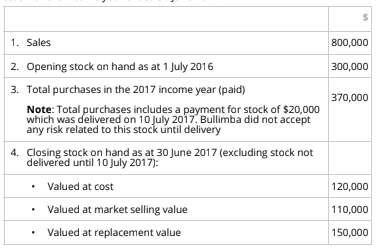 $
1. Sales 800,000
2. Opening stock on hand as at 1 July 2016 300,000
3. Total purchases in the 2017 income year (paid) 370,000
Note: Total purchases includes a payment for stock of $20,000
which was delivered on 10 July 2017. Bullimba did not accept
any risk related to this stock until delivery
4. Closing stock on hand as at 30 June 2017 (excluding stock not
delivered until 10 July 2017):
• Valued at cost 120,000
• Valued at market selling value 110,000
• Valued at replacement value 150,000